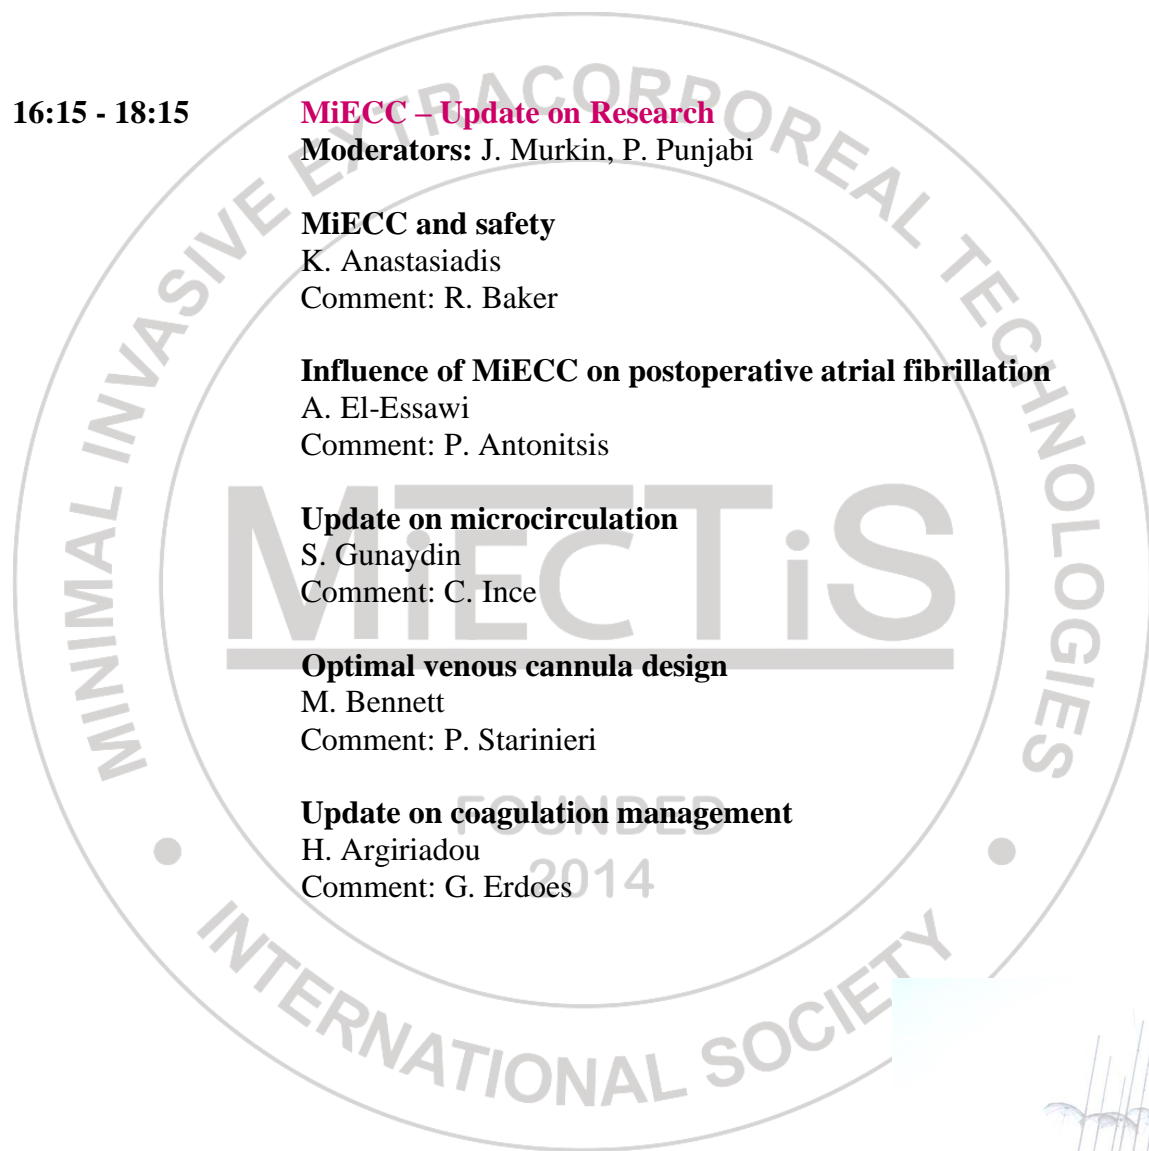 16:15 - 18:15 MiECC – Update on Research
Moderators: J. Murkin, P. Punjabi
MiECC and safety
K. Anastasiadis
Comment: R. Baker
Influence of MiECC on postoperative atrial fibrillation
A. El-Essawi
Comment: P. Antonitsis
Update on microcirculation
S. Gunaydin
Comment: C. Ince
Optimal venous cannula design
M. Bennett
Comment: P. Starinieri
Update on coagulation management
H. Argiriadou
Comment: G. Erdoes
MINIMAL INVASIVE EXTRACORPOREAL TECHNOLOGIES
MiECTiS
FOUNDED
2014
INTERNATIONAL SOCIETY